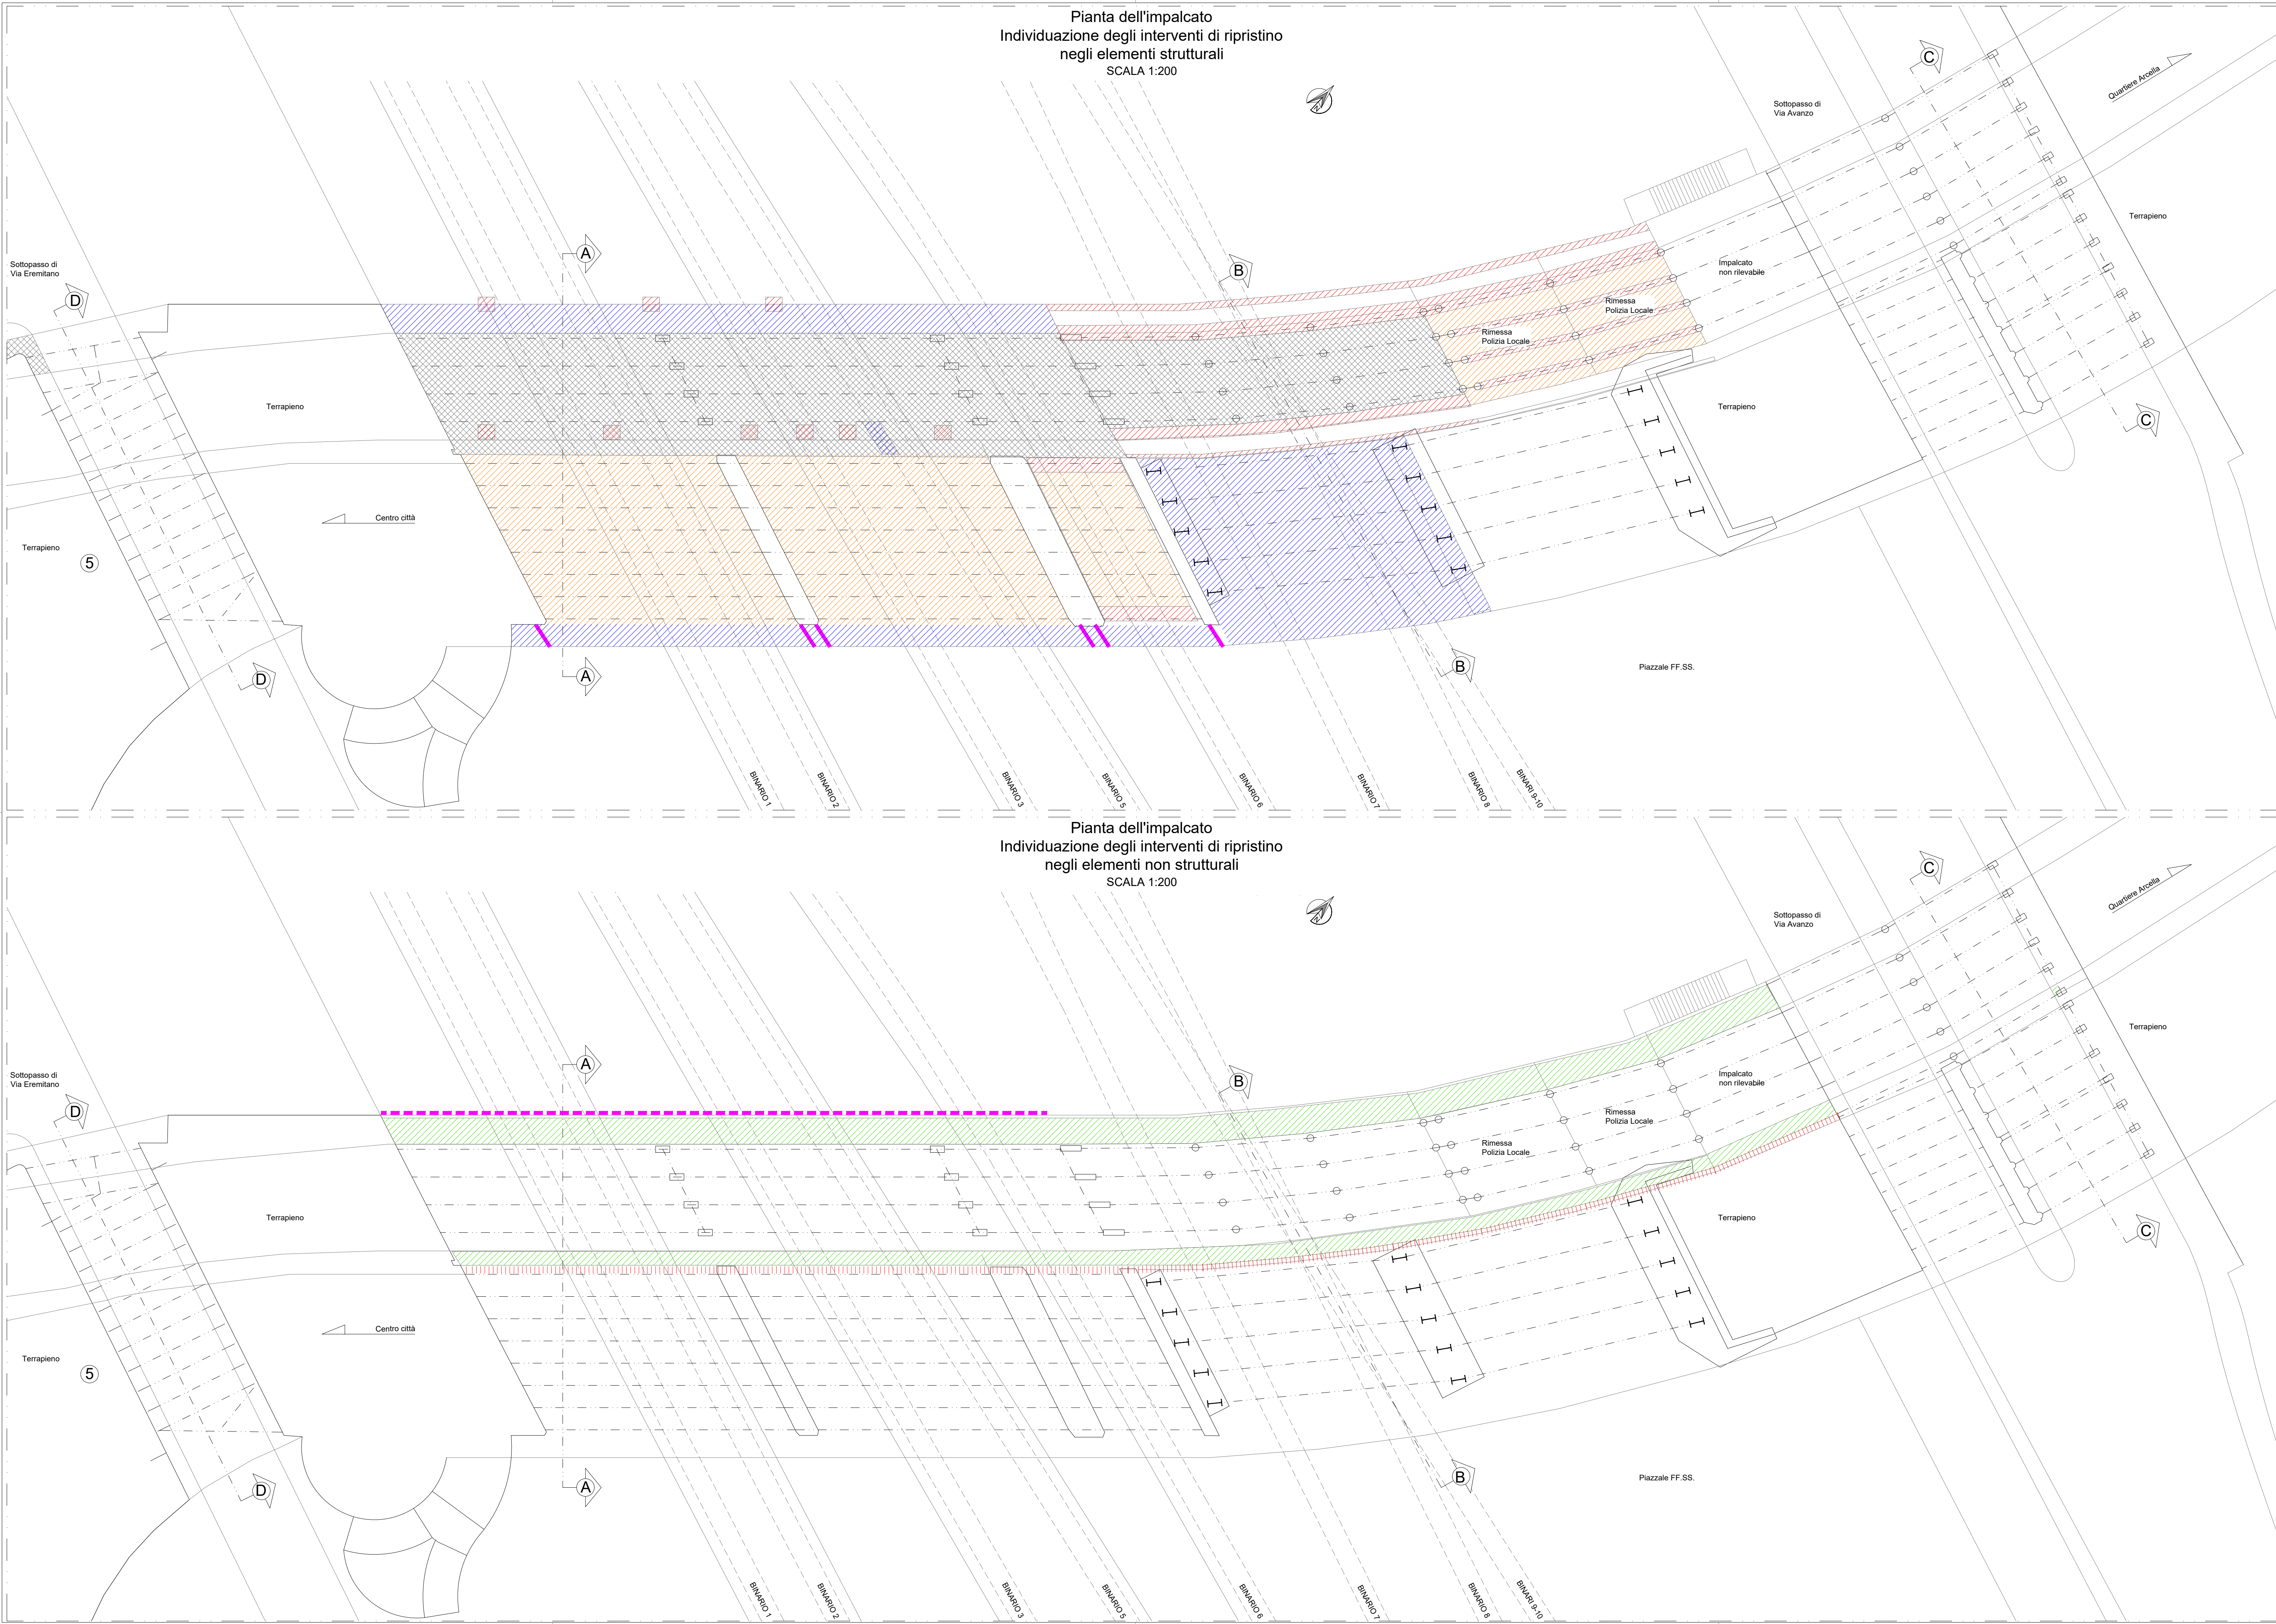 Pianta dell'impalcato
Individuazione degli interventi di ripristino
negli elementi strutturali
SCALA 1:200
C
Quartiere Arcella
Sottopasso di
Via Avanzo
N
Terrapieno
A
B
Sottopasso di
Via Eremitano
D
Impalcato
non rilevabile
Rimessa
Polizia Locale
Rimessa
Polizia Locale
Terrapieno
Terrapieno
C
Centro città
Terrapieno
5
A
B
Piazzale FF.SS.
D
BINARIO 1
BINARIO 2
BINARIO 3
BINARIO 5
BINARIO 6
BINARIO 7
BINARIO 8
BINARI 9-10
Pianta dell'impalcato
Individuazione degli interventi di ripristino
negli elementi non strutturali
SCALA 1:200
C
Quartiere Arcella
Sottopasso di
Via Avanzo
N
Terrapieno
A
B
Sottopasso di
Via Eremitano
D
Impalcato
non rilevabile
Rimessa
Polizia Locale
Rimessa
Polizia Locale
Terrapieno
Terrapieno
C
Centro città
Terrapieno
5
A
B
Piazzale FF.SS.
D
BINARIO 1
BINARIO 2
BINARIO 3
BINARIO 5
BINARIO 6
BINARIO 7
BINARIO 8
BINARI 9-10